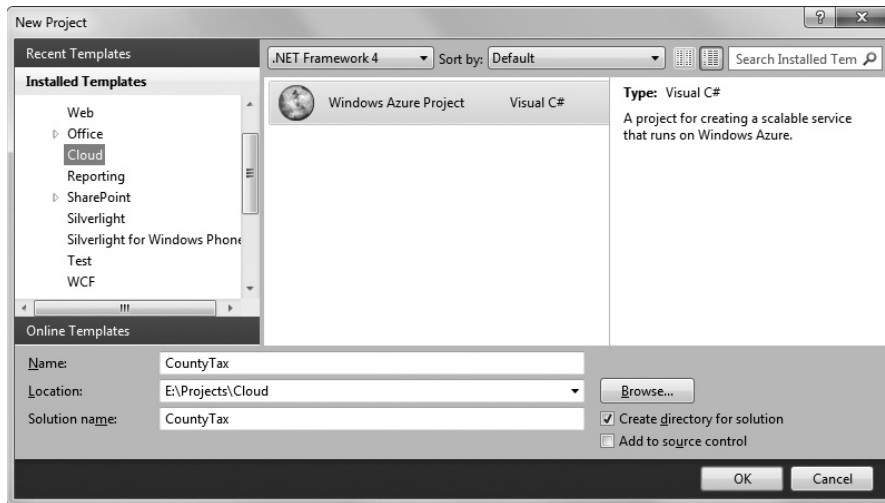 New Project
Recent Templates
Installed Templates
Web
Office
Cloud
Reporting
SharePoint
Silverlight
Silverlight for Windows Phone
Test
WCF
Online Templates
.NET Framework 4
Sort by: Default
Search Installed Tem
Windows Azure Project Visual C#
Type: Visual C#
A project for creating a scalable service
that runs on Windows Azure.
Name: CountyTax
Location: E:\Projects\Cloud
Browse...
Solution name: CountyTax
Create directory for solution
Add to source control
OK Cancel